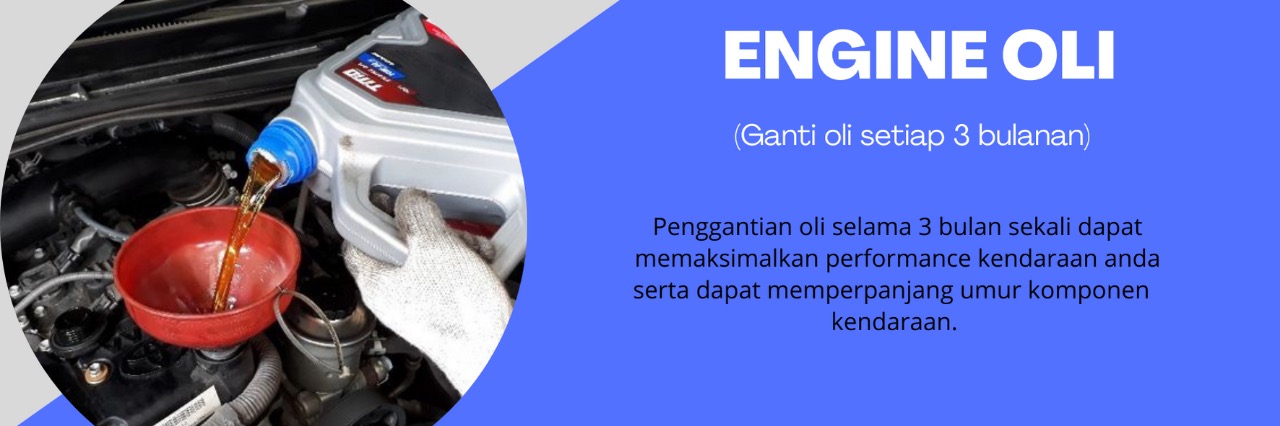 ENGINE OLI
(Ganti oli setiap 3 bulanan)
Penggantian oli selama 3 bulan sekali dapat
memaksimalkan performance kendaraan anda
serta dapat memperpanjang umur komponen
kendaraan.
TMO